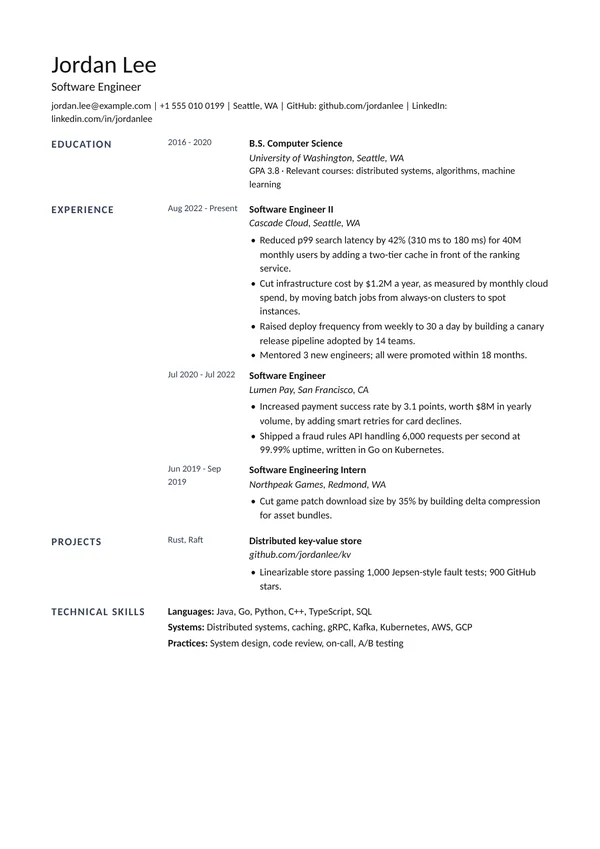 Jordan Lee
Software Engineer
jordan.lee@example.com | +1 555 010 0199 | Seattle, WA | GitHub: github.com/jordanlee | LinkedIn:
linkedin.com/in/jordanlee
EDUCATION
2016 - 2020
B.S. Computer Science
University of Washington, Seattle, WA
GPA 3.8 · Relevant courses: distributed systems, algorithms, machine
learning
EXPERIENCE
Aug 2022 - Present
Software Engineer II
Cascade Cloud, Seattle, WA
• Reduced p99 search latency by 42% (310 ms to 180 ms) for 40M
monthly users by adding a two-tier cache in front of the ranking
service.
• Cut infrastructure cost by $1.2M a year, as measured by monthly cloud
spend, by moving batch jobs from always-on clusters to spot
instances.
• Raised deploy frequency from weekly to 30 a day by building a canary
release pipeline adopted by 14 teams.
• Mentored 3 new engineers; all were promoted within 18 months.
Jul 2020 - Jul 2022
Software Engineer
Lumen Pay, San Francisco, CA
• Increased payment success rate by 3.1 points, worth $8M in yearly
volume, by adding smart retries for card declines.
• Shipped a fraud rules API handling 6,000 requests per second at
99.99% uptime, written in Go on Kubernetes.
Jun 2019 - Sep
2019
Software Engineering Intern
Northpeak Games, Redmond, WA
• Cut game patch download size by 35% by building delta compression
for asset bundles.
PROJECTS
Rust, Raft
Distributed key-value store
github.com/jordanlee/kv
• Linearizable store passing 1,000 Jepsen-style fault tests; 900 GitHub
stars.
TECHNICAL SKILLS
Languages: Java, Go, Python, C++, TypeScript, SQL
Systems: Distributed systems, caching, gRPC, Kafka, Kubernetes, AWS, GCP
Practices: System design, code review, on-call, A/B testing